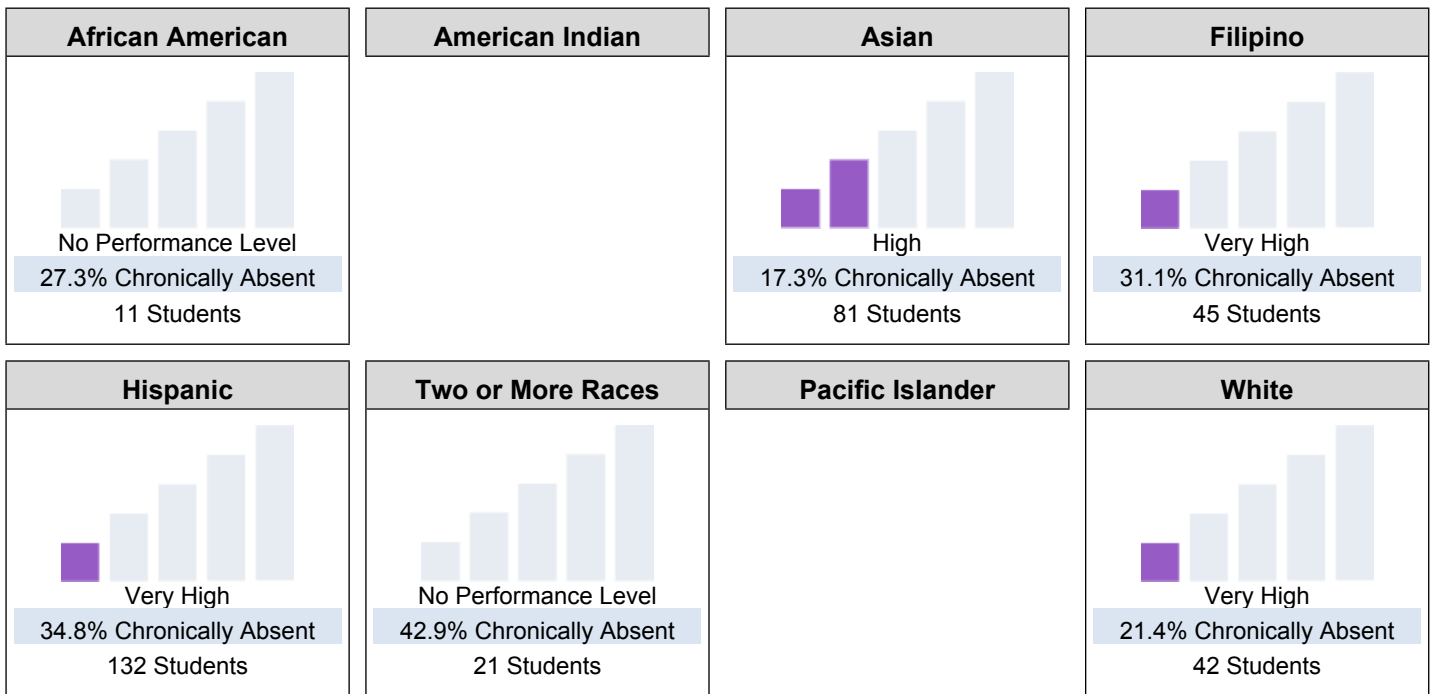 African American
American Indian
Asian
Filipino
No Performance Level
27.3% Chronically Absent
11 Students
High
17.3% Chronically Absent
81 Students
Very High
31.1% Chronically Absent
45 Students
Hispanic
Two or More Races
Pacific Islander
White
Very High
34.8% Chronically Absent
132 Students
No Performance Level
42.9% Chronically Absent
21 Students
Very High
21.4% Chronically Absent
42 Students